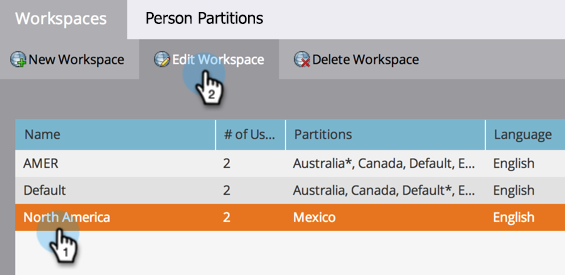 Workspaces Person Partitions
New Workspace Edit Workspace Delete Workspace
2
Name # of Us... Partitions Language
AMER 2 Australia*, Canada, Default, E... English
Default 2 Australia, Canada, Default*, E... English
North America 2 Mexico English
1